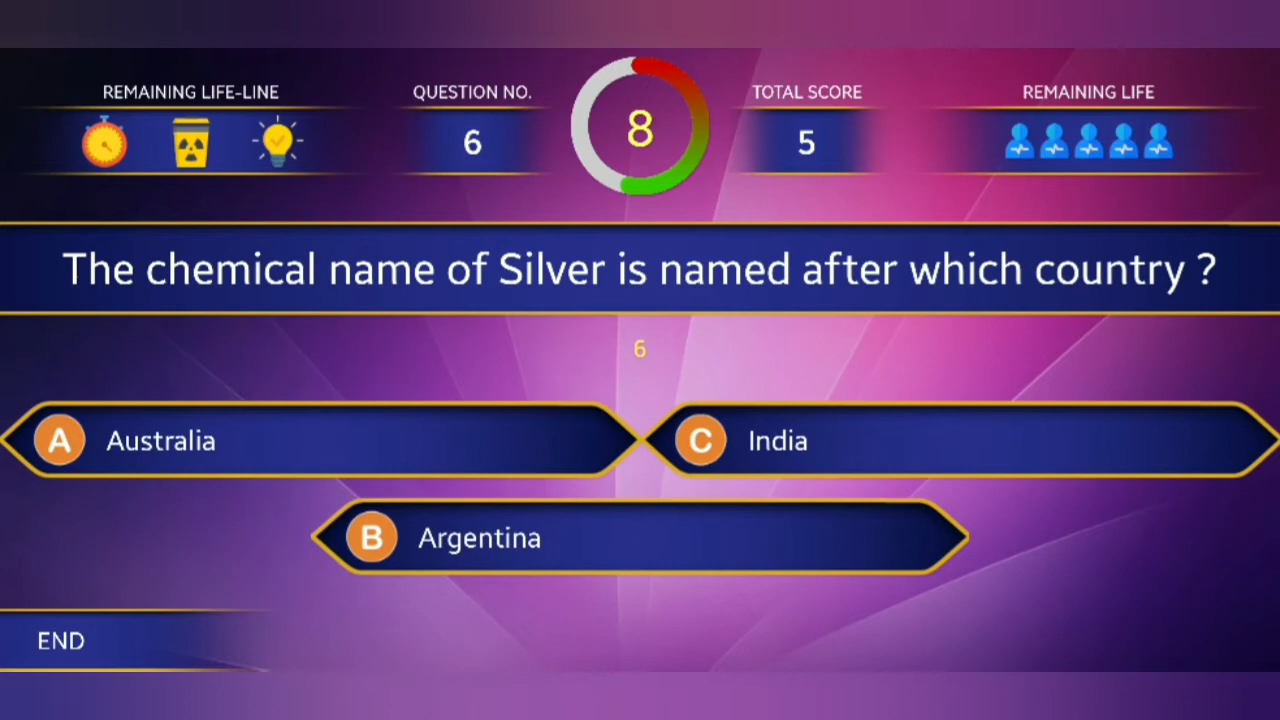 REMAINING LIFE-LINE
QUESTION NO.
6
8
TOTAL SCORE
5
REMAINING LIFE
The chemical name of Silver is named after which country ?
6
A Australia
C India
B Argentina
END